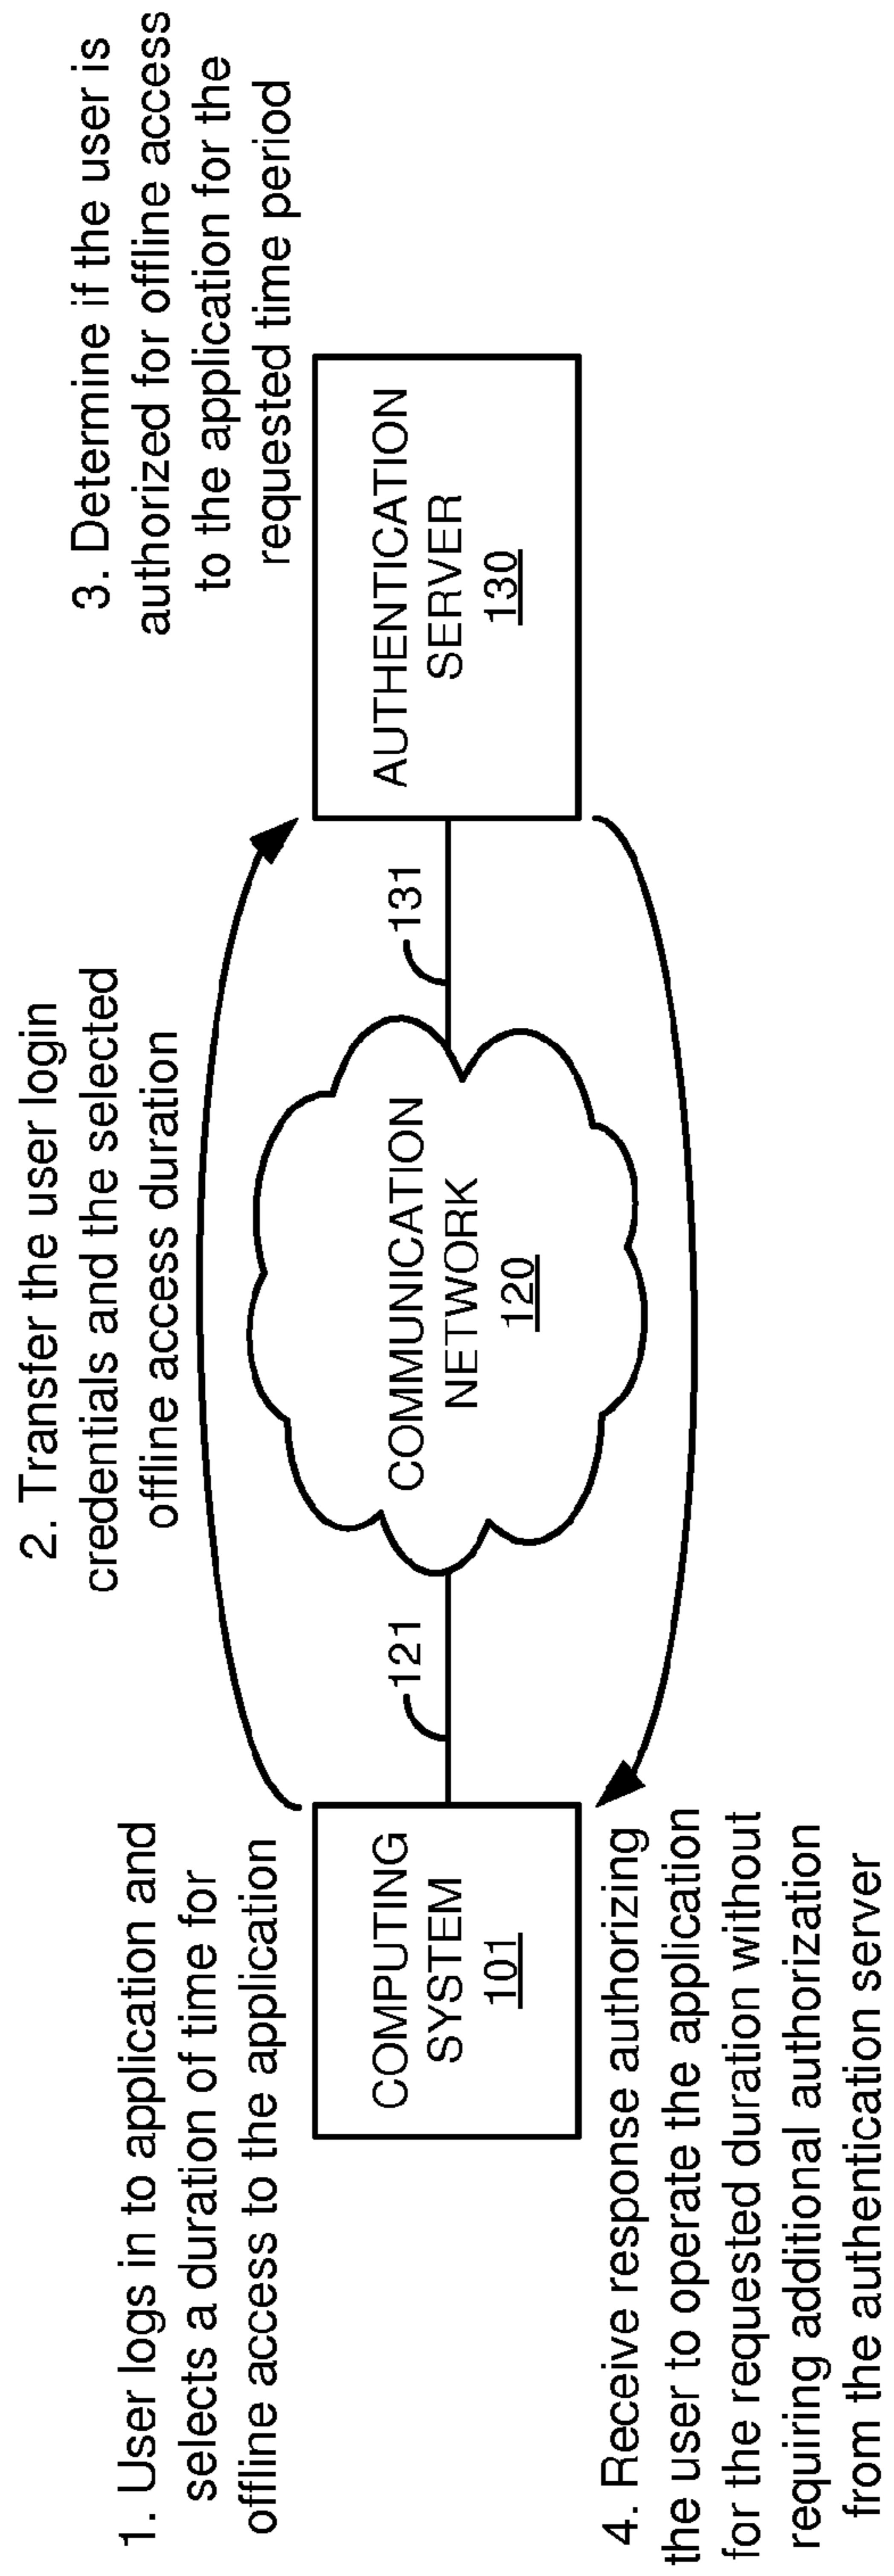 1. User logs in to application and
selects a duration of time for
offline access to the application
2. Transfer the user login
credentials and the selected
offline access duration
3. Determine if the user is
authorized for offline access
to the application for the
requested time period
COMPUTING
SYSTEM
101
121
COMMUNICATION
NETWORK
120
131
AUTHENTICATION
SERVER
130
4. Receive response authorizing
the user to operate the application
for the requested duration without
requiring additional authorization
from the authentication server